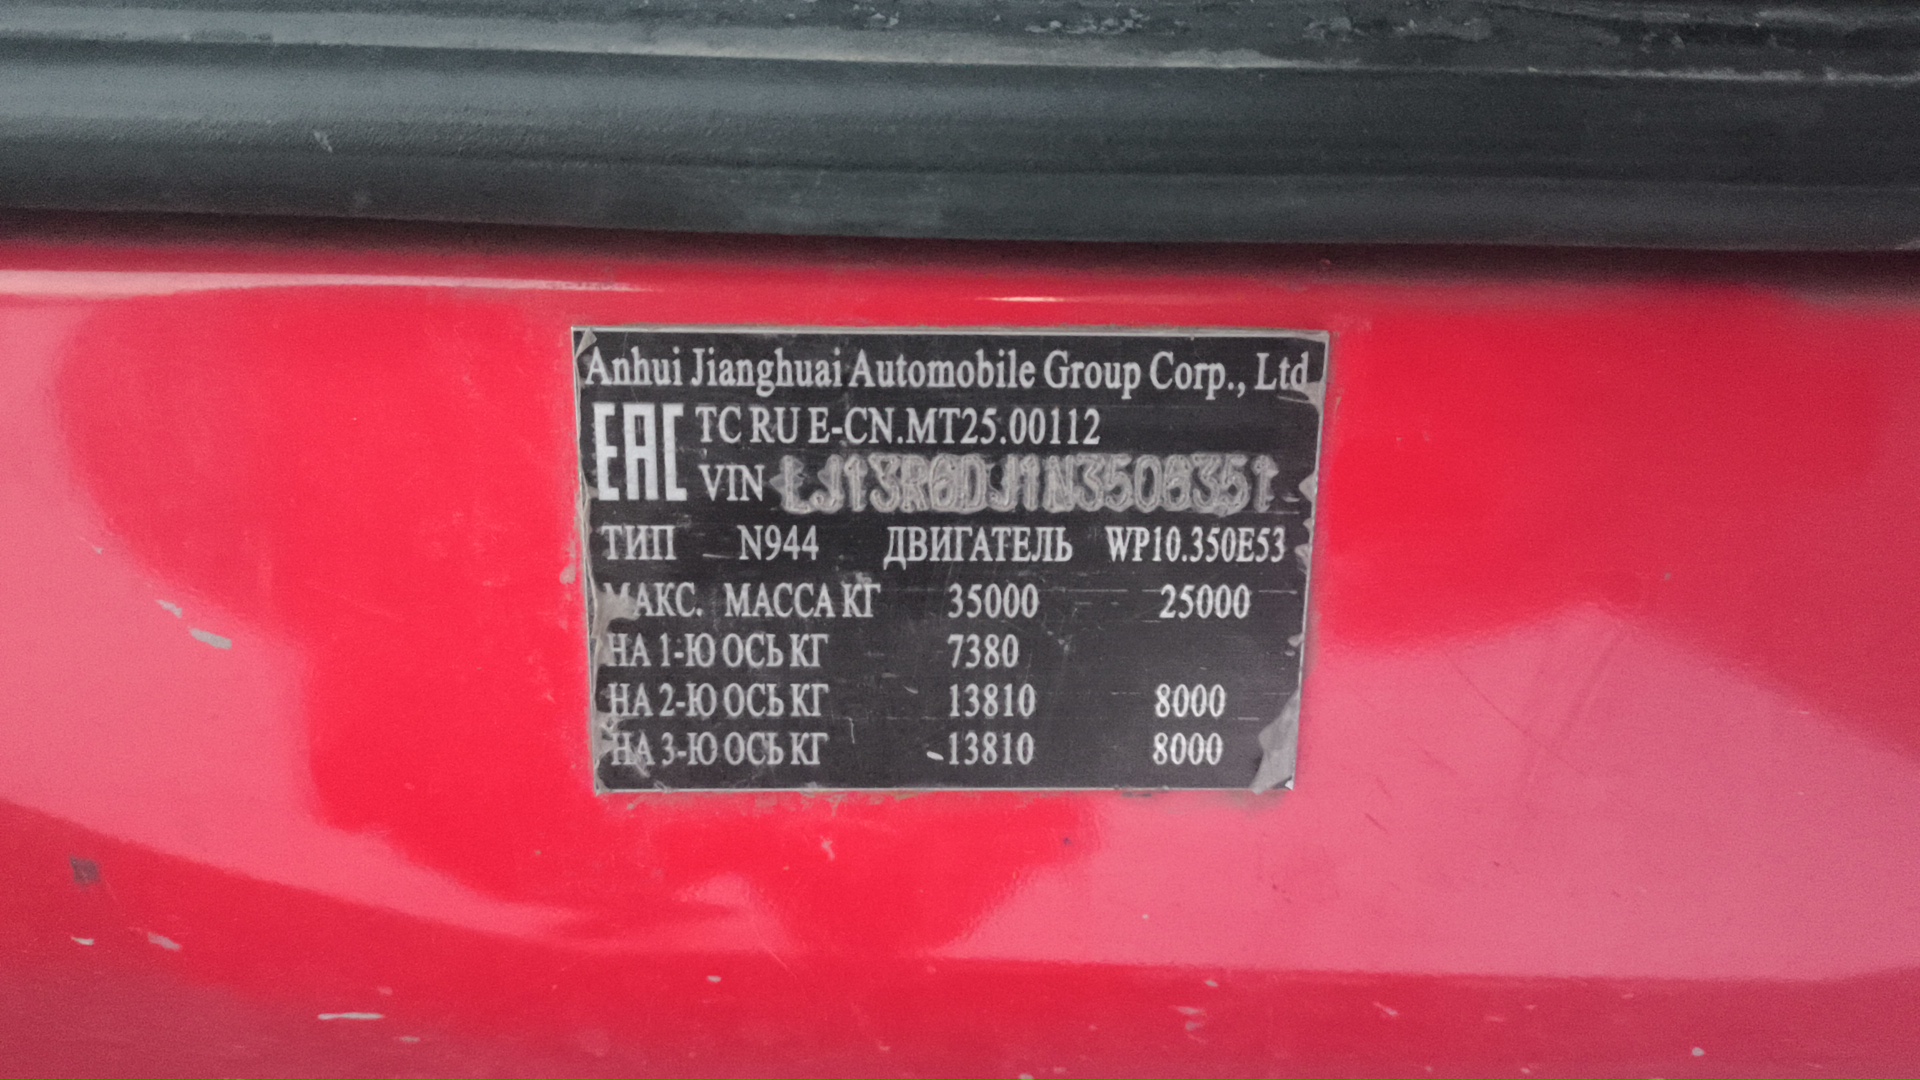 Anhui Jianghuai Automobile Group Corp., Ltd
EAC TC RU E-CN.MT25.00112
VIN LJ13R6DJ1N3508351
ТИП N944 ДВИГАТЕЛЬ WP10.350E53
МАКС. МАССА КГ 35000 25000
НА 1-Ю ОСЬ КГ 7380
НА 2-Ю ОСЬ КГ 13810 8000
НА 3-Ю ОСЬ КГ 13810 8000